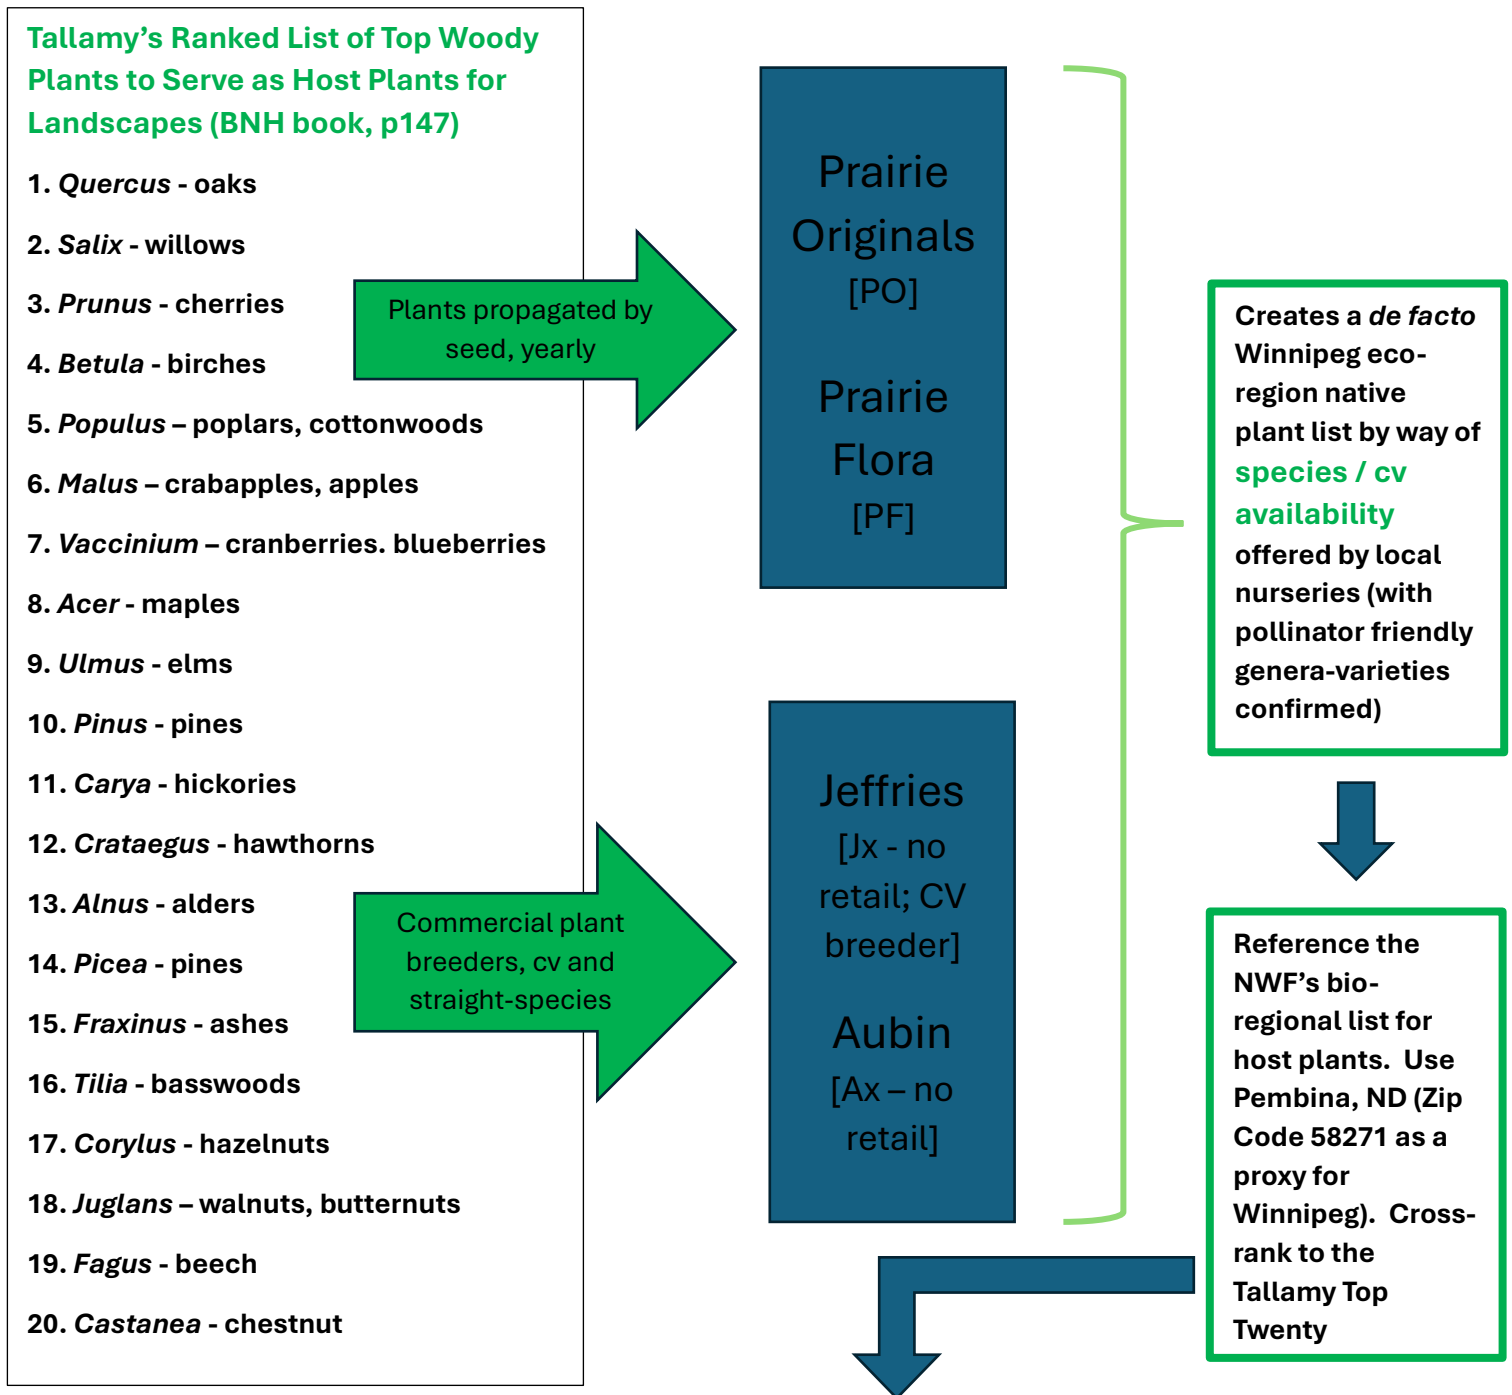 Tallamy’s Ranked List of Top Woody
Plants to Serve as Host Plants for
Landscapes (BNH book, p147)
1. Quercus - oaks
2. Salix - willows
3. Prunus - cherries
4. Betula - birches
5. Populus – poplars, cottonwoods
6. Malus – crabapples, apples
7. Vaccinium – cranberries. blueberries
8. Acer - maples
9. Ulmus - elms
10. Pinus - pines
11. Carya - hickories
12. Crataegus - hawthorns
13. Alnus - alders
14. Picea - pines
15. Fraxinus - ashes
16. Tilia - basswoods
17. Corylus - hazelnuts
18. Juglans – walnuts, butternuts
19. Fagus - beech
20. Castanea - chestnut
Plants propagated by
seed, yearly
Commercial plant
breeders, cv and
straight-species
Prairie
Originals
[PO]
Prairie
Flora
[PF]
Jeffries
[Jx - no
retail; CV
breeder]
Aubin
[Ax – no
retail]
Creates a de facto
Winnipeg eco-
region native
plant list by way of
species / cv
availability
offered by local
nurseries (with
pollinator friendly
genera-varieties
confirmed)
Reference the
NWF’s bio-
regional list for
host plants. Use
Pembina, ND (Zip
Code 58271 as a
proxy for
Winnipeg). Cross-
rank to the
Tallamy Top
Twenty